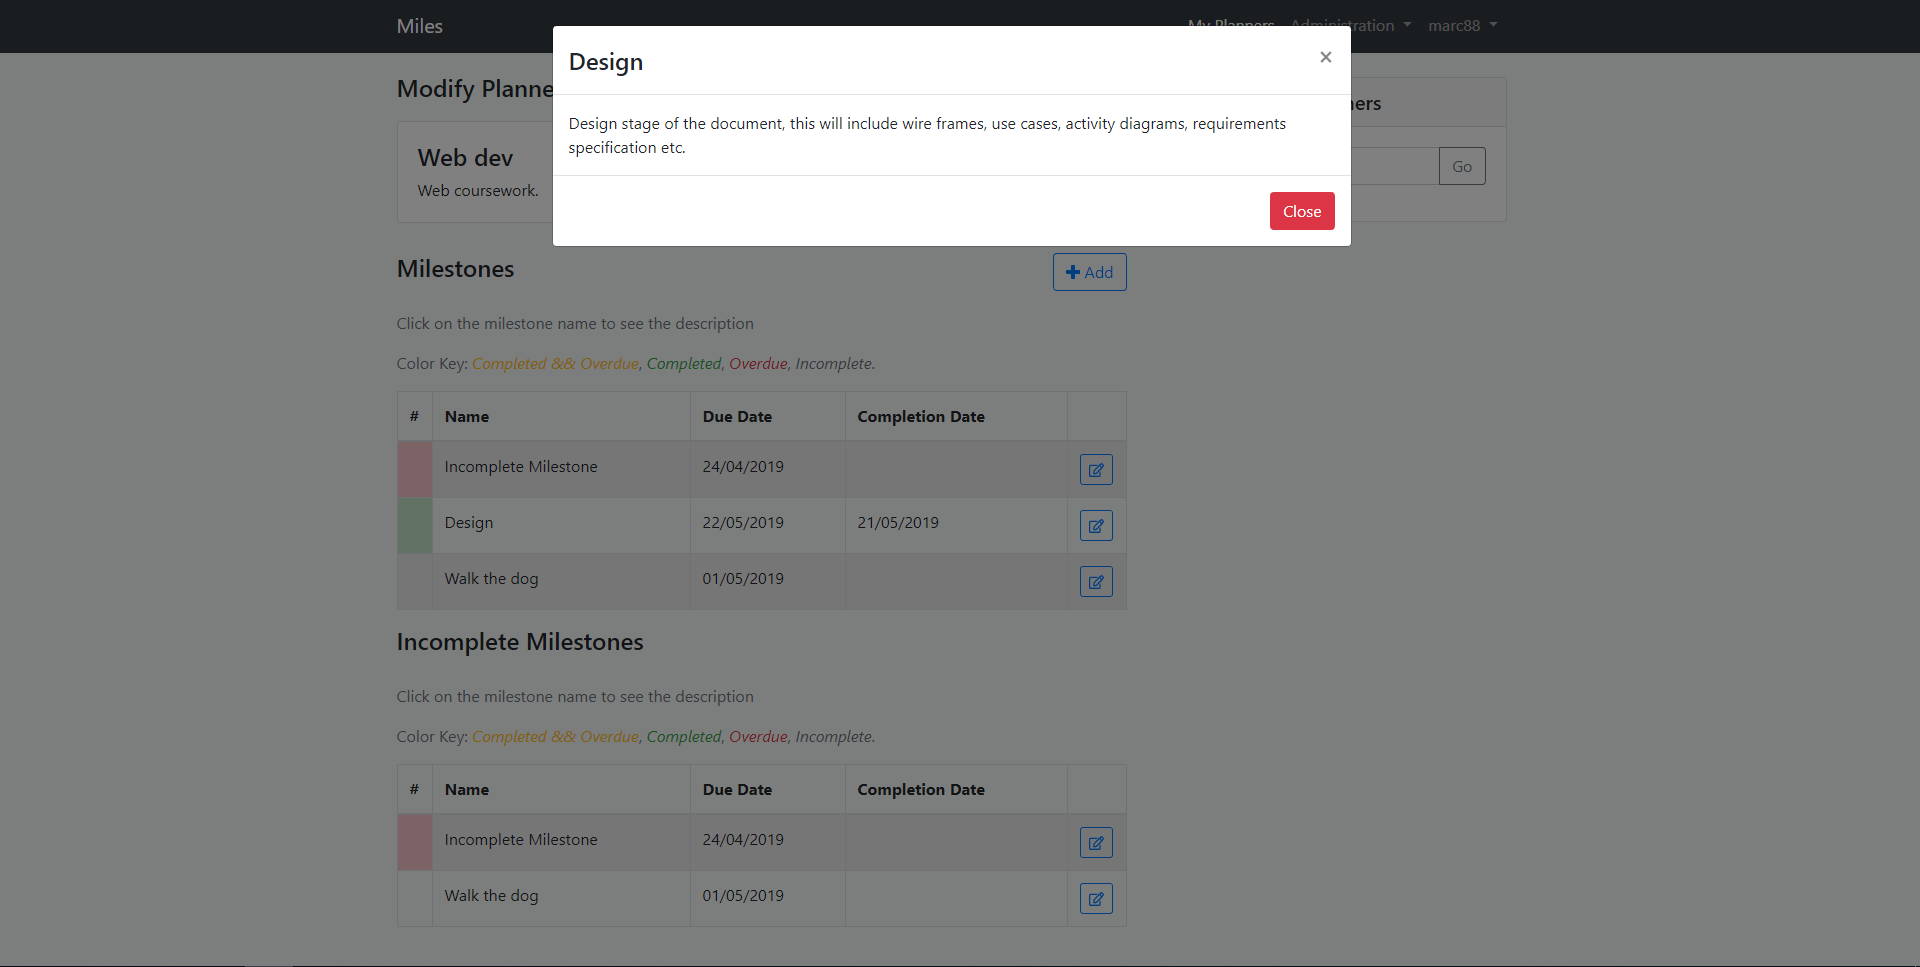 Miles
My Planners Administration marc88
Design ×
Design stage of the document, this will include wire frames, use cases, activity diagrams, requirements
specification etc.
Close
Modify
Web dev
Web coursework.
Go
Milestones
Add
Click on the milestone name to see the description
Color Key: Completed && Overdue, Completed, Overdue, Incomplete.
# Name Due Date Completion Date
Incomplete Milestone 24/04/2019
Design 22/05/2019 21/05/2019
Walk the dog 01/05/2019
Incomplete Milestones
Click on the milestone name to see the description
Color Key: Completed && Overdue, Completed, Overdue, Incomplete.
# Name Due Date Completion Date
Incomplete Milestone 24/04/2019
Walk the dog 01/05/2019